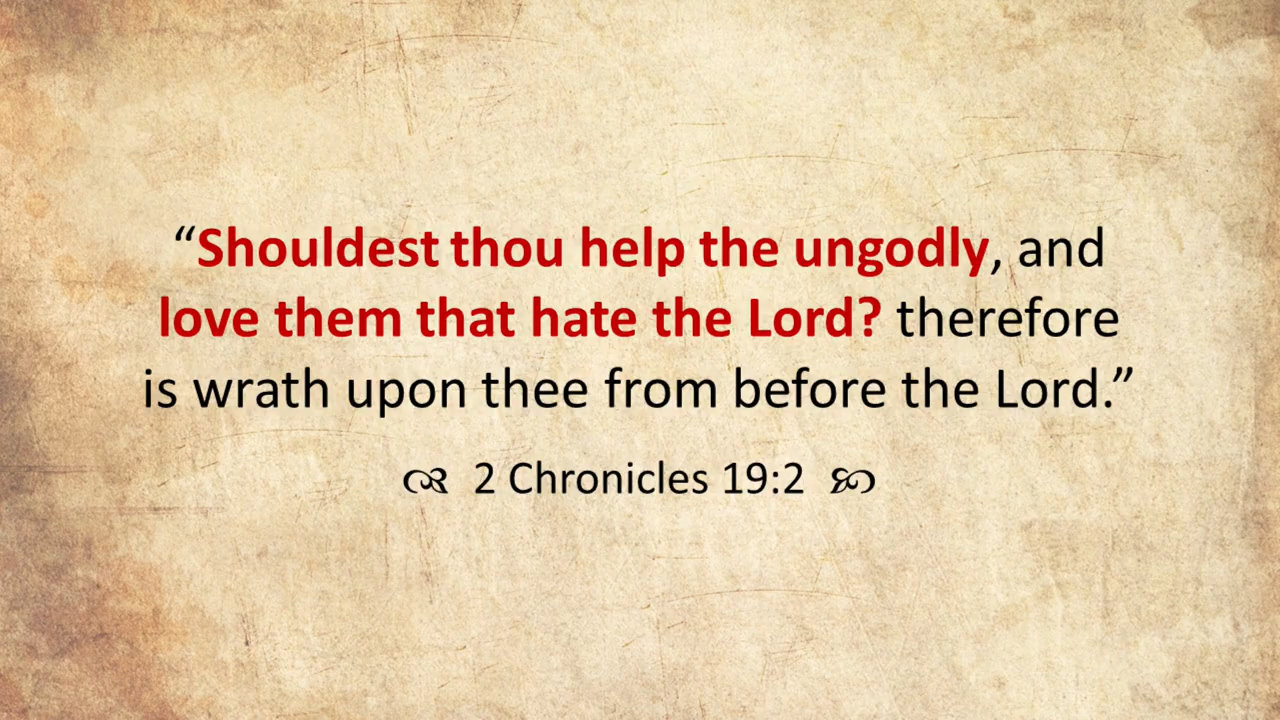 “Shouldest thou help the ungodly, and
love them that hate the Lord? therefore
is wrath upon thee from before the Lord.”
2 Chronicles 19:2